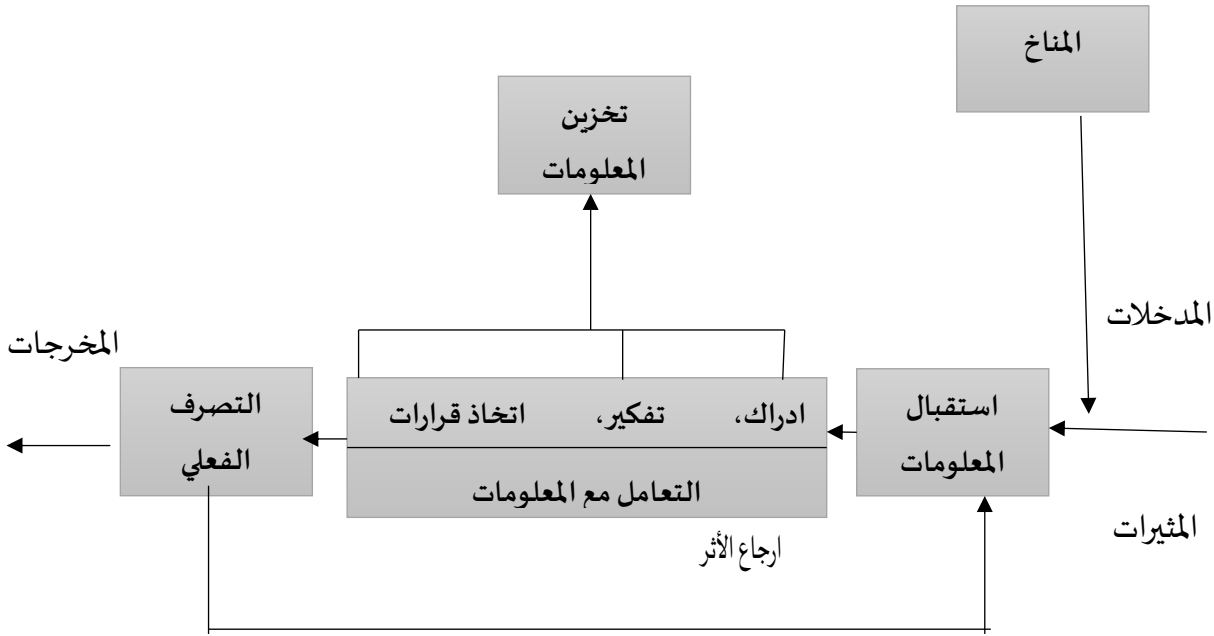 المناخ
تخزين
المعلومات
المدخلات
المخرجات
استقبال
المعلومات
ادراك، تفكير، اتخاذ قرارات
التعامل مع المعلومات
التصرف
الفعلي
المثيرات
ارجاع الأثر